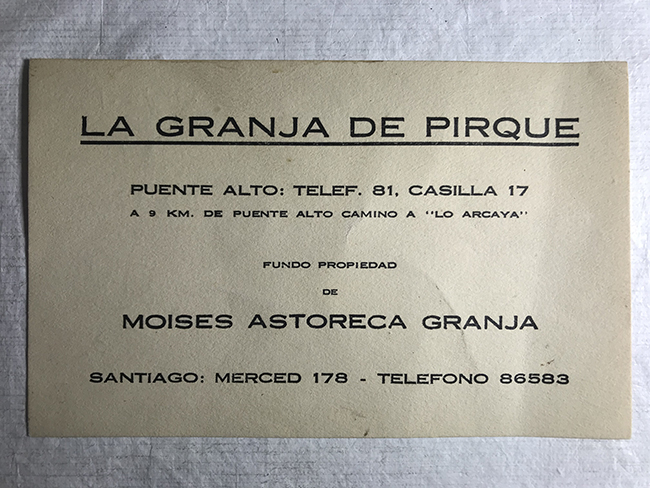 LA GRANJA DE PIRQUE
PUENTE ALTO: TELEF. 81, CASILLA 17
A 9 KM. DE PUENTE ALTO CAMINO A "LO ARCAYA"
FUNDO PROPIEDAD
DE
MOISES ASTORECA GRANJA
SANTIAGO: MERCED 178 - TELEFONO 86583